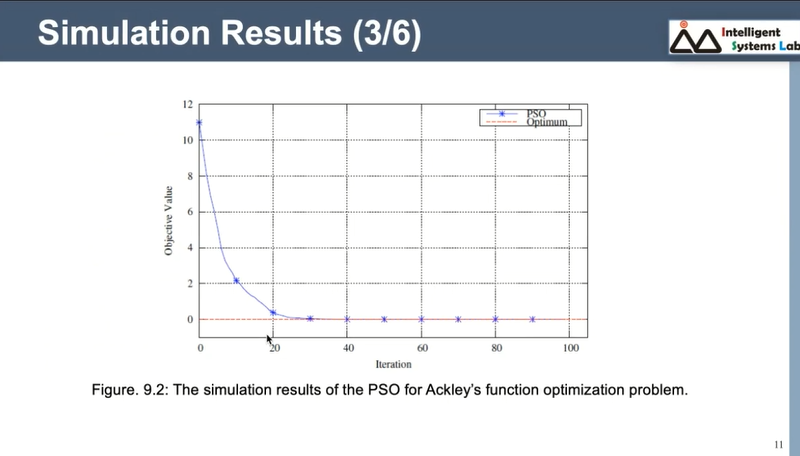 Simulation Results (3/6)
Intelligent
Systems Lab
12
10
8
6
4
2
0
Objective Value
PSO
Optimum
0
20
40
60
80
100
Iteration
Figure. 9.2: The simulation results of the PSO for Ackley's function optimization problem.
11